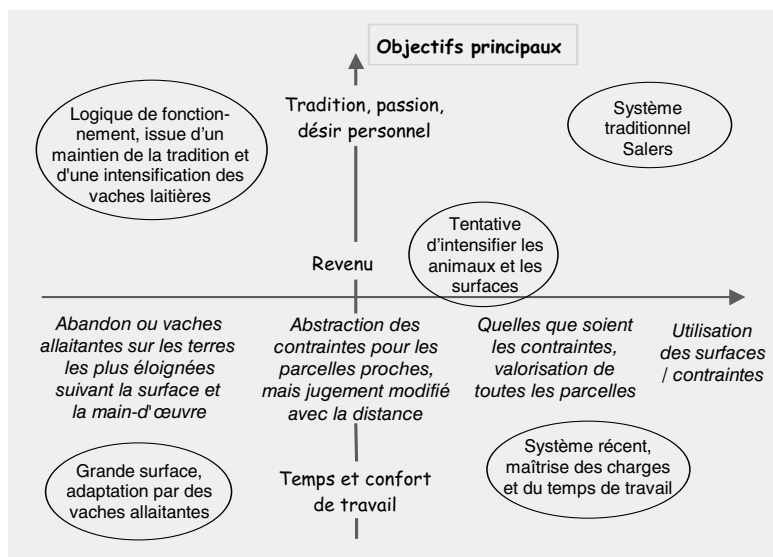 Objectifs principaux
Logique de fonction-
nement, issue d'un
maintien de la tradition et
d'une intensification des
vaches laitières
Tradition, passion,
désir personnel
Système
traditionnel
Salers
Tentative
d'intensifier les
animaux et les
surfaces
Revenu
Abandon ou vaches
allaitantes sur les terres
les plus éloignées
suivant la surface et
la main-d'œuvre
Abstraction des
contraintes pour les
parcelles proches,
mais jugement modifié
avec la distance
Quelles que soient
les contraintes,
valorisation de
toutes les parcelles
Utilisation
des surfaces
/ contraintes
Grande surface,
adaptation par des
vaches allaitantes
Temps et confort
de travail
Système récent,
maîtrise des charges
et du temps de travail